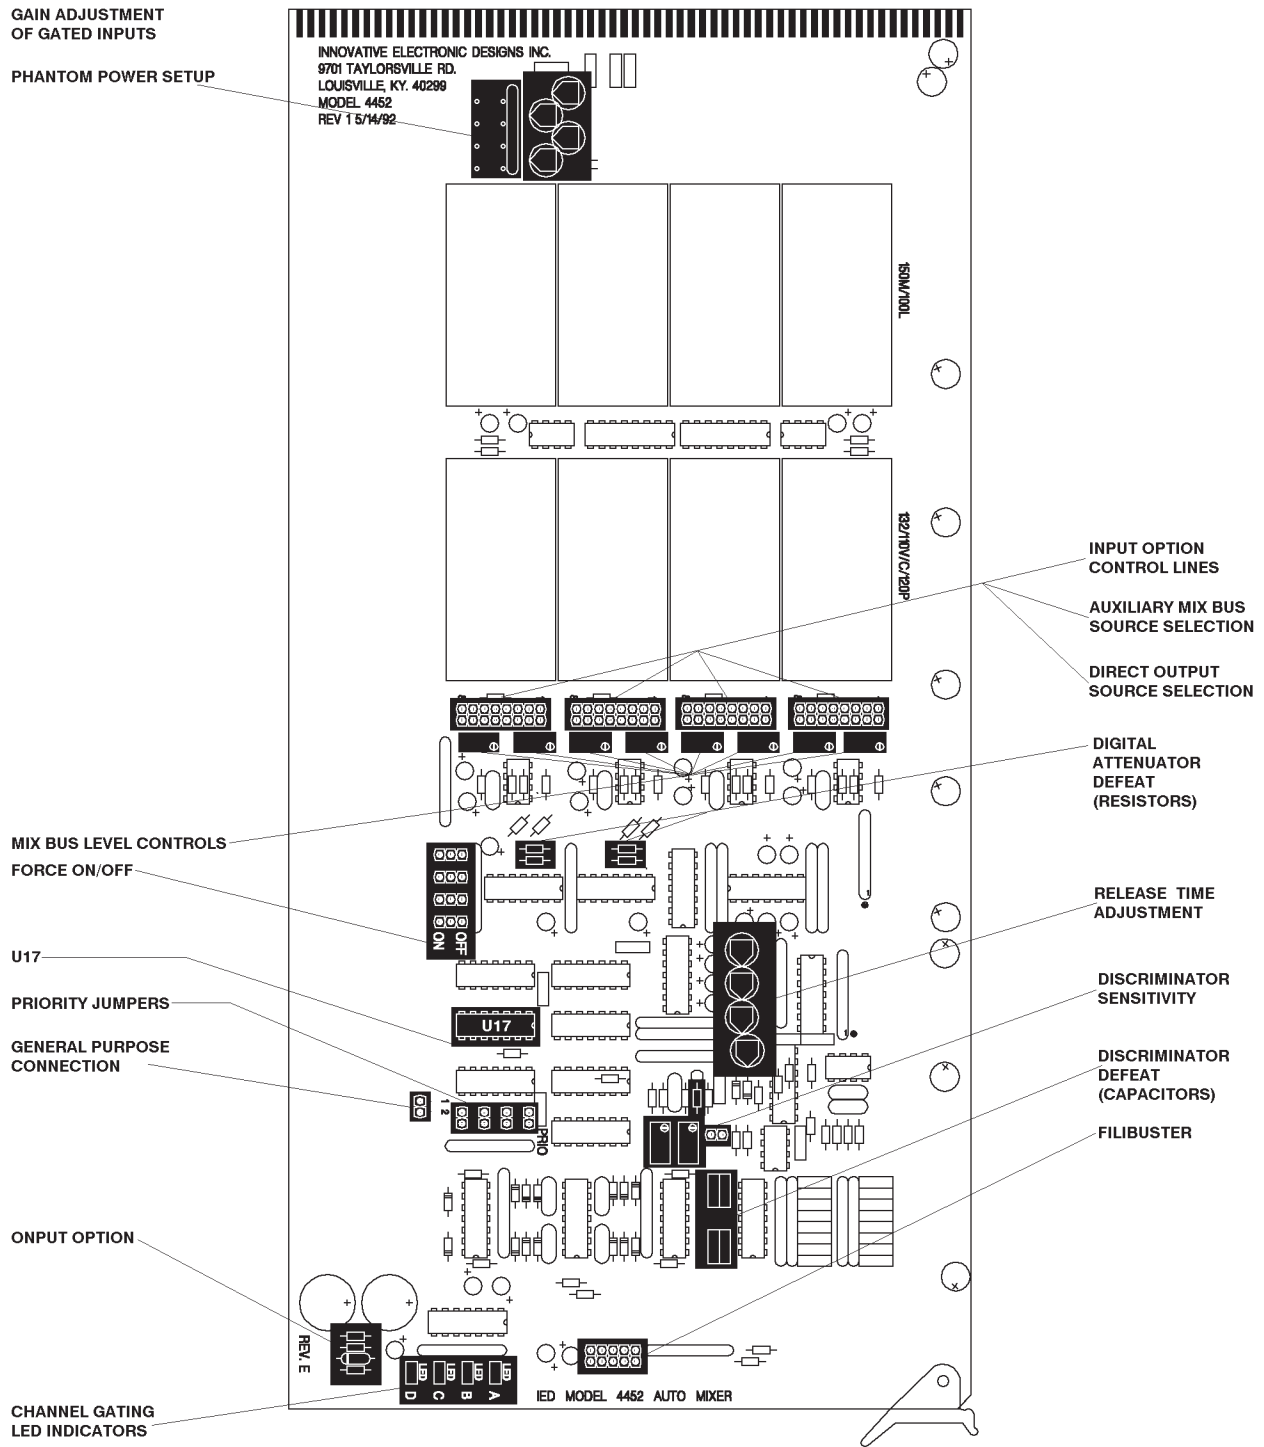 GAIN ADJUSTMENT
OF GATED INPUTS
PHANTOM POWER SETUP
INNOVATIVE ELECTRONIC DESIGNS INC.
9701 TAYLORSVILLE RD.
LOUISVILLE, KY. 40299
MODEL 4452
REV 1 5/14/92
150M/100L
132/110V/C/120P
INPUT OPTION
CONTROL LINES
AUXILIARY MIX BUS
SOURCE SELECTION
DIRECT OUTPUT
SOURCE SELECTION
DIGITAL
ATTENUATOR
DEFEAT
(RESISTORS)
MIX BUS LEVEL CONTROLS
FORCE ON/OFF
ON OFF
1
RELEASE TIME
ADJUSTMENT
U17
U17
PRIORITY JUMPERS
DISCRIMINATOR
SENSITIVITY
1
GENERAL PURPOSE
CONNECTION
1
2
PRIO
DISCRIMINATOR
DEFEAT
(CAPACITORS)
FILIBUSTER
ONPUT OPTION
REV. E
LED LED LED LED
D C B A
IED MODEL 4452 AUTO MIXER
CHANNEL GATING
LED INDICATORS